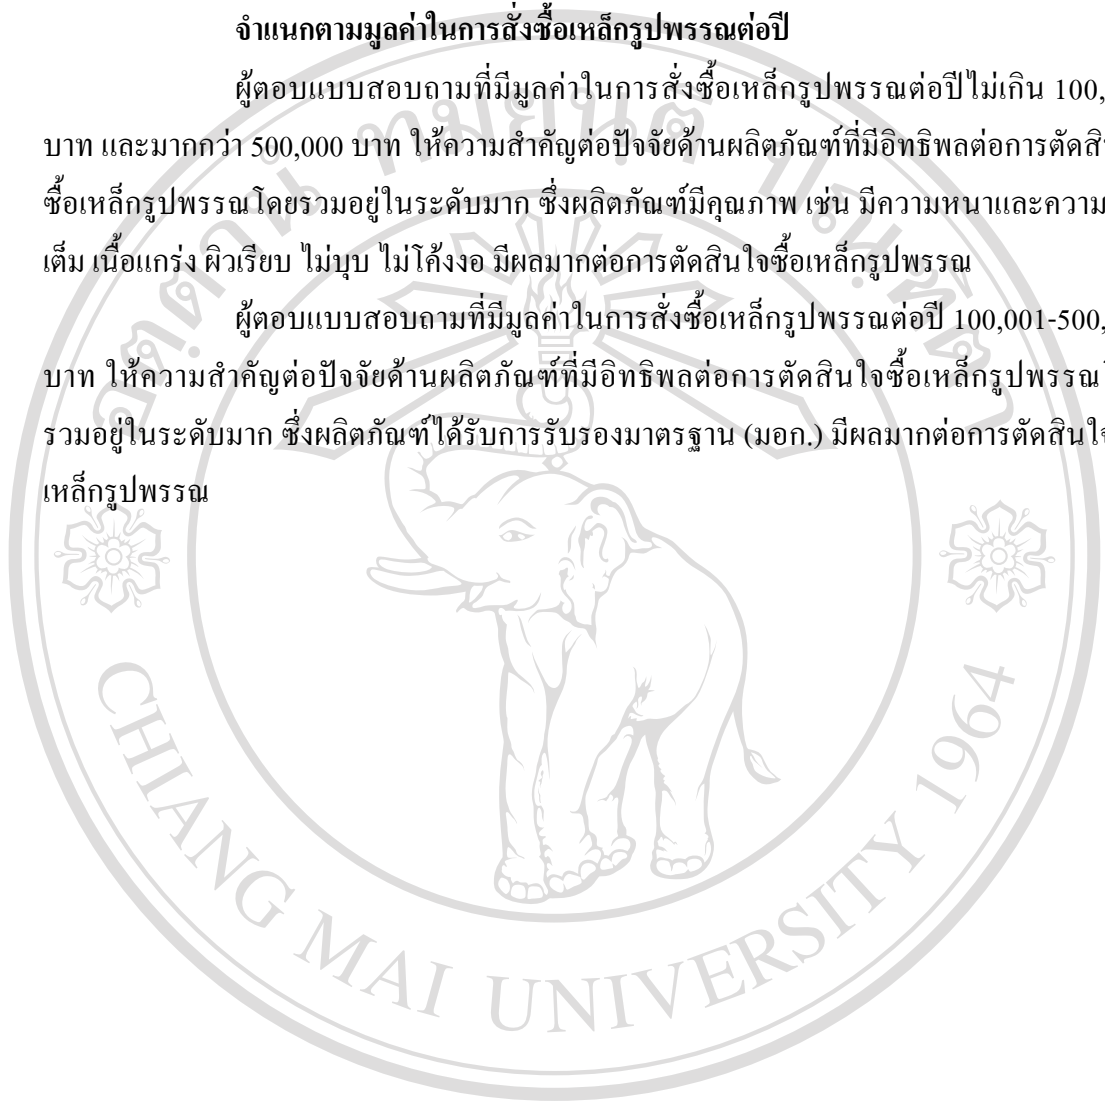 จำแนกตามมูลค่าในการสั่งซื้อเหล็กรูปพรรณต่อปี
ผู้ตอบแบบสอบถามที่มีมูลค่าในการสั่งซื้อเหล็กรูปพรรณต่อปีไม่เกิน 100,
บาท และมากกว่า 500,000 บาท ให้ความสำคัญต่อปัจจัยด้านผลิตภัณฑ์ที่มีอิทธิพลต่อการตัดสิ
ซื้อเหล็กรูปพรรณโดยรวมอยู่ในระดับมาก ซึ่งผลิตภัณฑ์มีคุณภาพ เช่น มีความหนาและความ
เต็ม เนื้อแกร่ง ผิวเรียบ ไม่บุบ ไม่โค้งงอ มีผลมากต่อการตัดสินใจซื้อเหล็กรูปพรรณ
ผู้ตอบแบบสอบถามที่มีมูลค่าในการสั่งซื้อเหล็กรูปพรรณต่อปี 100,001-500,
บาท ให้ความสำคัญต่อปัจจัยด้านผลิตภัณฑ์ที่มีอิทธิพลต่อการตัดสินใจซื้อเหล็กรูปพรรณ
รวมอยู่ในระดับมาก ซึ่งผลิตภัณฑ์ได้รับการรับรองมาตรฐาน (มอก.) มีผลมากต่อการตัดสินใจ
เหล็กรูปพรรณ
อตฺตานํ ทมยนฺติ ปณฺฑิตา
CHIANG MAI UNIVERSITY 1964